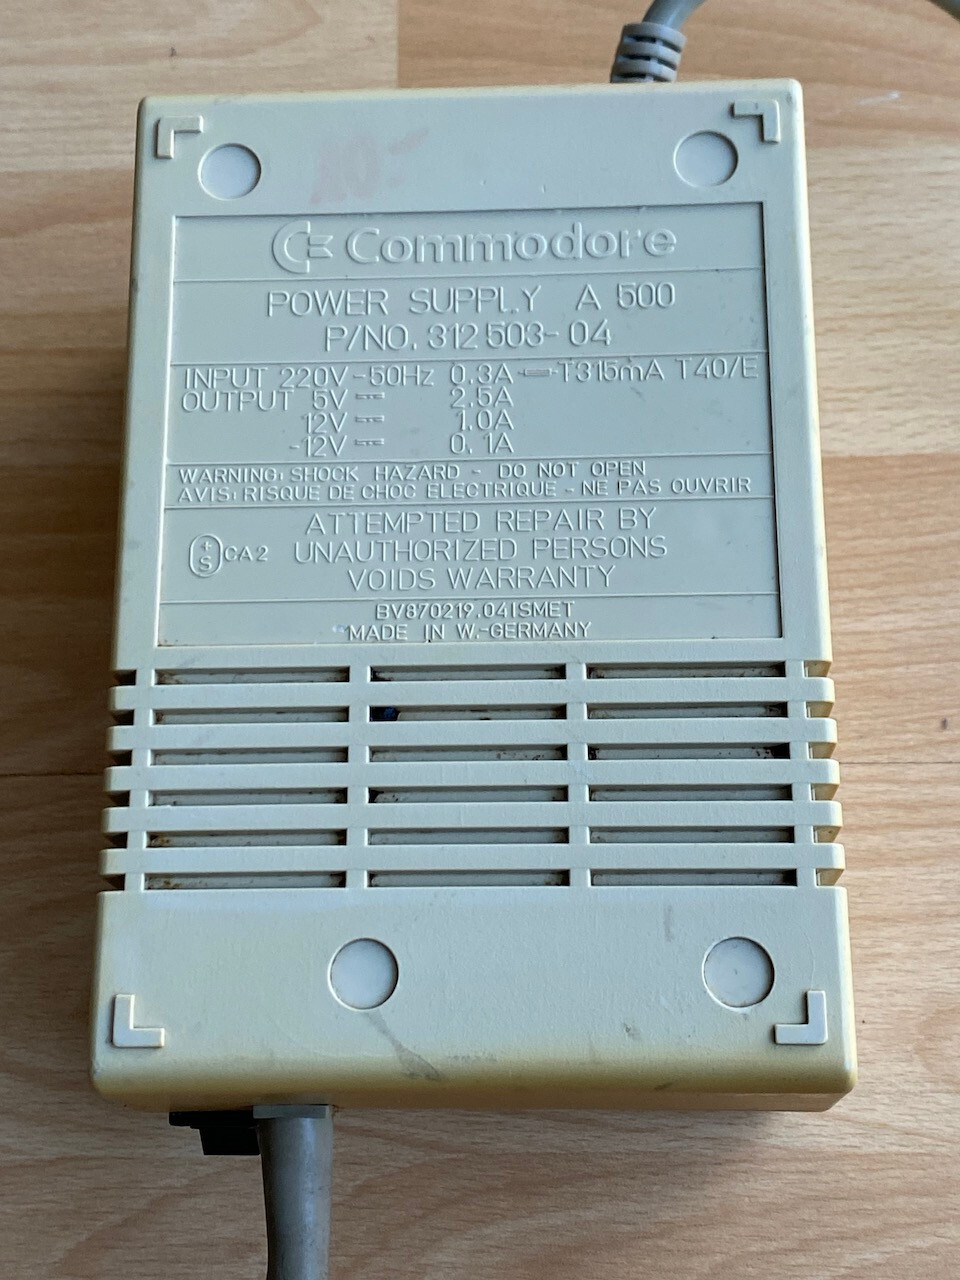 Commodore
POWER SUPPLY A 500
P/NO. 312 503-04
INPUT 220V ~50Hz 0.3A T315mA T40/E
OUTPUT 5V 2.5A
12V 1.0A
-12V 0.1A
WARNING: SHOCK HAZARD - DO NOT OPEN
AVIS: RISQUE DE CHOC ELECTRIQUE - NE PAS OUVRIR
ATTEMPTED REPAIR BY
+S CA2 UNAUTHORIZED PERSONS
VOIDS WARRANTY
BV870219.04ISMET
MADE IN W.-GERMANY